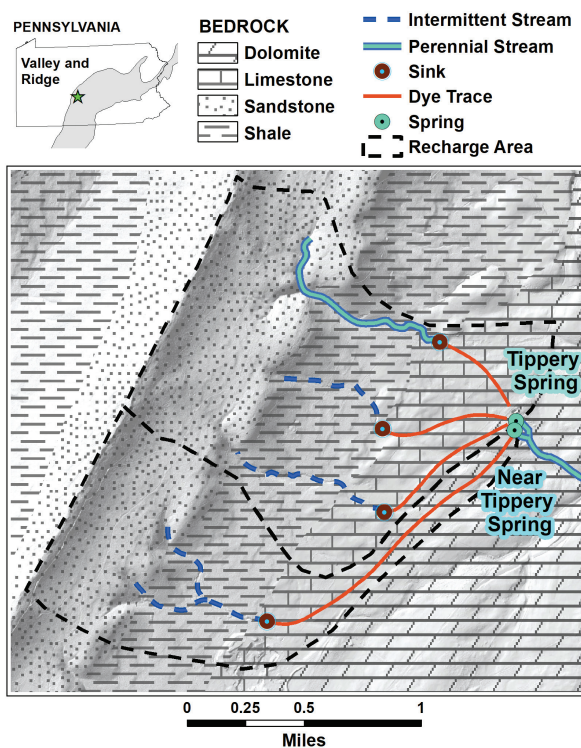 PENNSYLVANIA
Valley and
Ridge
BEDROCK
Dolomite
Limestone
Sandstone
Shale
Intermittent Stream
Perennial Stream
Sink
Dye Trace
Spring
Recharge Area
Tippery
Spring
Near
Tippery
Spring
0 0.25 0.5 1
Miles